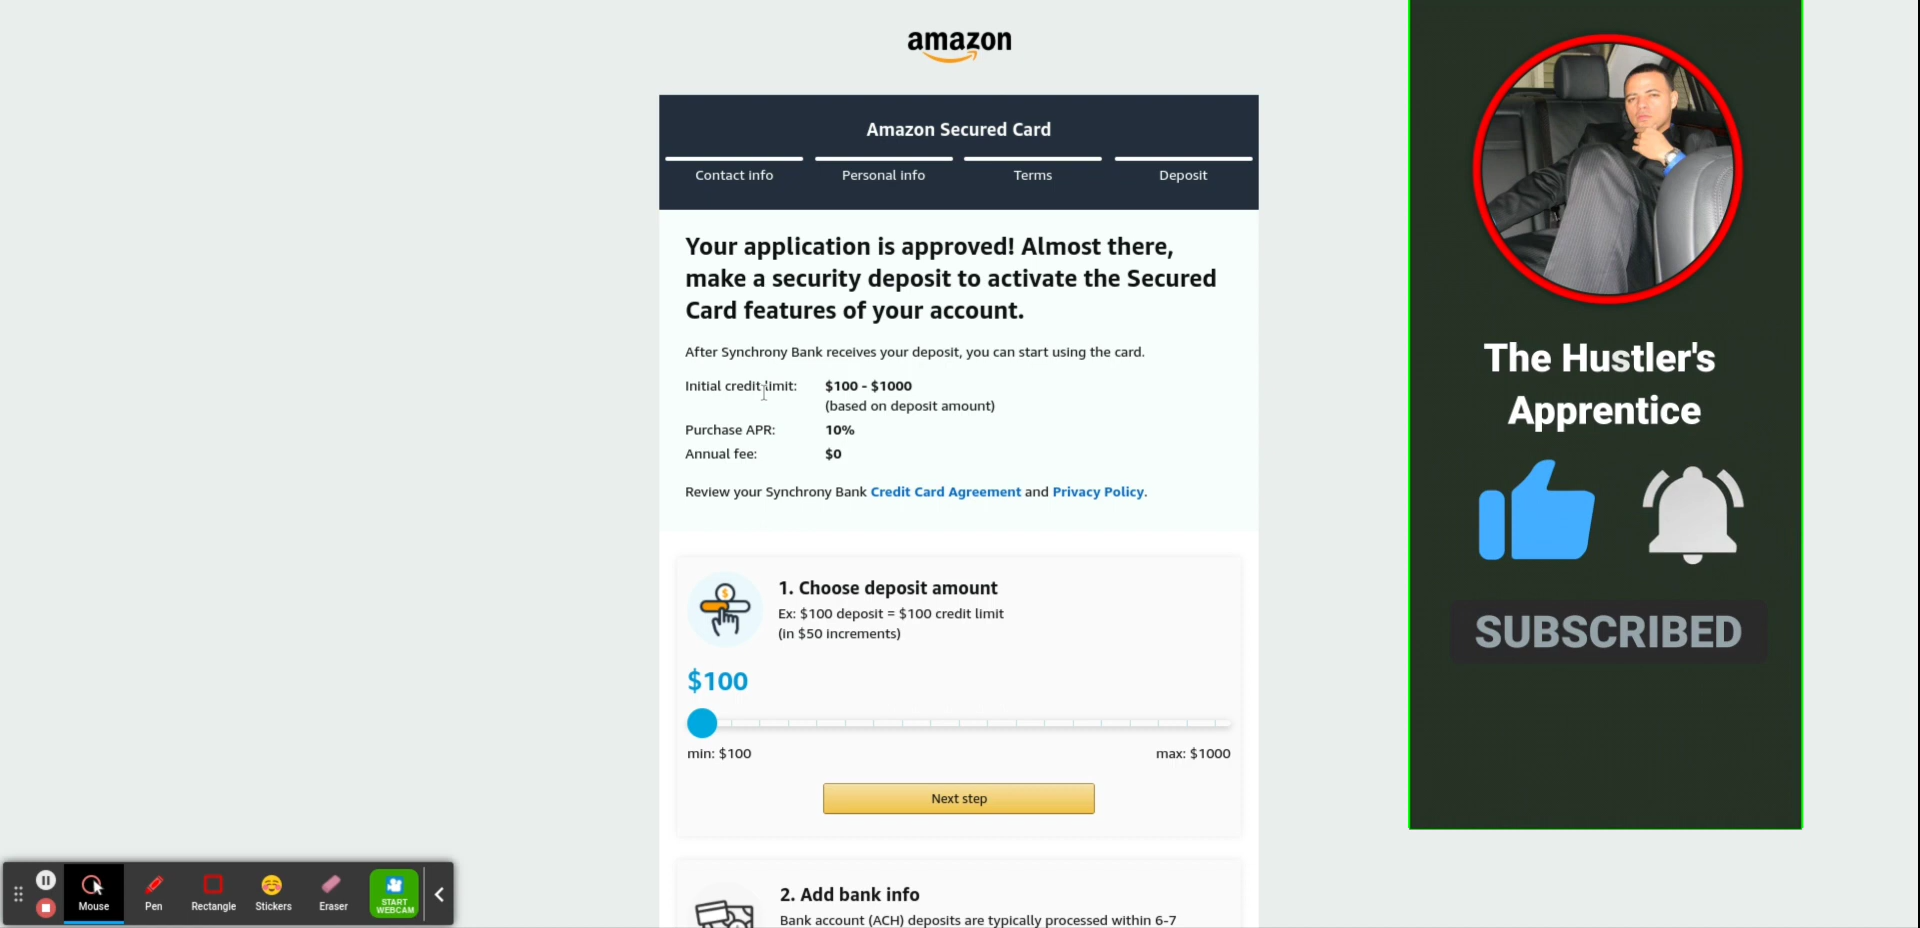 amazon
Amazon Secured Card
Contact info
Personal info
Terms
Deposit
Your application is approved! Almost there,
make a security deposit to activate the Secured
Card features of your account.
After Synchrony Bank receives your deposit, you can start using the card.
Initial credit limit: $100 - $1000
(based on deposit amount)
Purchase APR: 10%
Annual fee: $0
Review your Synchrony Bank Credit Card Agreement and Privacy Policy.
1. Choose deposit amount
Ex: $100 deposit = $100 credit limit
(in $50 increments)
$100
min: $100
max: $1000
Next step
2. Add bank info
Bank account (ACH) deposits are typically processed within 6-7
The Hustler's
Apprentice
SUBSCRIBED
Mouse
Pen
Rectangle
Stickers
Eraser
START
WEBCAM